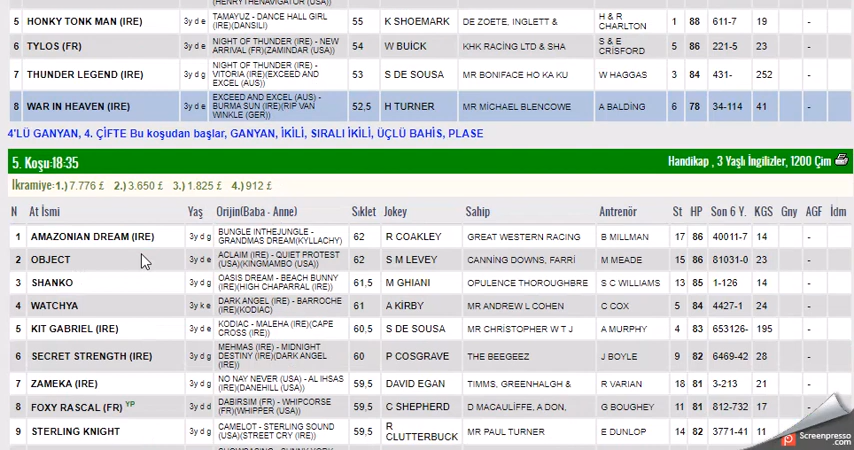 5 HONKY TONK MAN (IRE) 3y d e TAMAYUZ - DANCE HALL GIRL (IRE)(DANSILI) 55 K SHOEMARK DE ZOETE, INGLETT & H & R CHARLTON 1 88 611-7 19 -
6 TYLOS (FR) 3y d e NIGHT OF THUNDER (IRE) - NEW ARRIVAL (FR)(ZAMINDAR (USA)) 54 W BUİCK KHK RACİNG LTD & SHA S & E CRISFORD 5 86 221-5 23 -
7 THUNDER LEGEND (IRE) 3y d g NIGHT OF THUNDER (IRE) - VITORIA (IRE)(EXCEED AND EXCEL (AUS)) 53 S DE SOUSA MR BONIFACE HO KA KU W HAGGAS 3 84 431- 252 -
8 WAR IN HEAVEN (IRE) 3y d e EXCEED AND EXCEL (AUS) - BURMA SUN (IRE)(RIP VAN WINKLE (GER)) 52,5 H TURNER MR MİCHAEL BLENCOWE A BALDİNG 6 78 34-114 41 -
4'LÜ GANYAN, 4. ÇİFTE Bu koşudan başlar, GANYAN, İKİLİ, SIRALI İKİLİ, ÜÇLÜ BAHİS, PLASE
5. Koşu:18:35 Handikap , 3 Yaşlı İngilizler, 1200 Çim
İkramiye:1.) 7.776 £ 2.) 3.650 £ 3.) 1.825 £ 4.) 912 £
N At İsmi Yaş Orijin(Baba - Anne) Sıklet Jokey Sahip Antrenör St HP Son 6 Y. KGS Gny AGF İdm
1 AMAZONIAN DREAM (IRE) 3y d g BUNGLE INTHEJUNGLE - GRANDMAS DREAM(KYLLACHY) 62 R COAKLEY GREAT WESTERN RACING B MILLMAN 17 86 40011-7 14 -
2 OBJECT 3y d e ACLAIM (IRE) - QUIET PROTEST (USA)(KINGMAMBO (USA)) 62 S M LEVEY CANNİNG DOWNS, FARRİ M MEADE 15 86 81031-0 23 -
3 SHANKO 3y d g OASIS DREAM - BEACH BUNNY (IRE)(HIGH CHAPARRAL (IRE)) 61,5 M GHIANI OPULENCE THOROUGHBRE S C WILLIAMS 13 85 1-126 14 -
4 WATCHYA 3y k e DARK ANGEL (IRE) - BARROCHE (IRE)(KODIAC) 61 A KİRBY MR ANDREW L COHEN C COX 5 84 4427-1 24 -
5 KIT GABRIEL (IRE) 3y d e KODIAC - MALEHA (IRE)(CAPE CROSS (IRE)) 60,5 S DE SOUSA MR CHRISTOPHER W T J A MURPHY 4 83 653126- 195 -
6 SECRET STRENGTH (IRE) 3y d g MEHMAS (IRE) - MIDNIGHT DESTINY (IRE)(DARK ANGEL (IRE)) 60 P COSGRAVE THE BEEGEEZ J BOYLE 9 82 6469-42 28 -
7 ZAMEKA (IRE) 3y d g NO NAY NEVER (USA) - AL IHSAS (IRE)(DANEHILL (USA)) 59,5 DAVID EGAN TIMMS, GREENHALGH & R VARIAN 18 81 3-213 21 -
8 FOXY RASCAL (FR) YP 3y d d DABIRSIM (FR) - WHIPCORSE (FR)(WHIPPER (USA)) 59,5 C SHEPHERD D MACAULİFFE, A DON, G BOUGHEY 11 81 812-732 17 -
9 STERLING KNIGHT 3y d g CAMELOT - STERLING SOUND (USA)(STREET CRY (IRE)) 59,5 R CLUTTERBUCK MR PAUL TURNER E DUNLOP 14 82 3771-41 11
Screenpresso